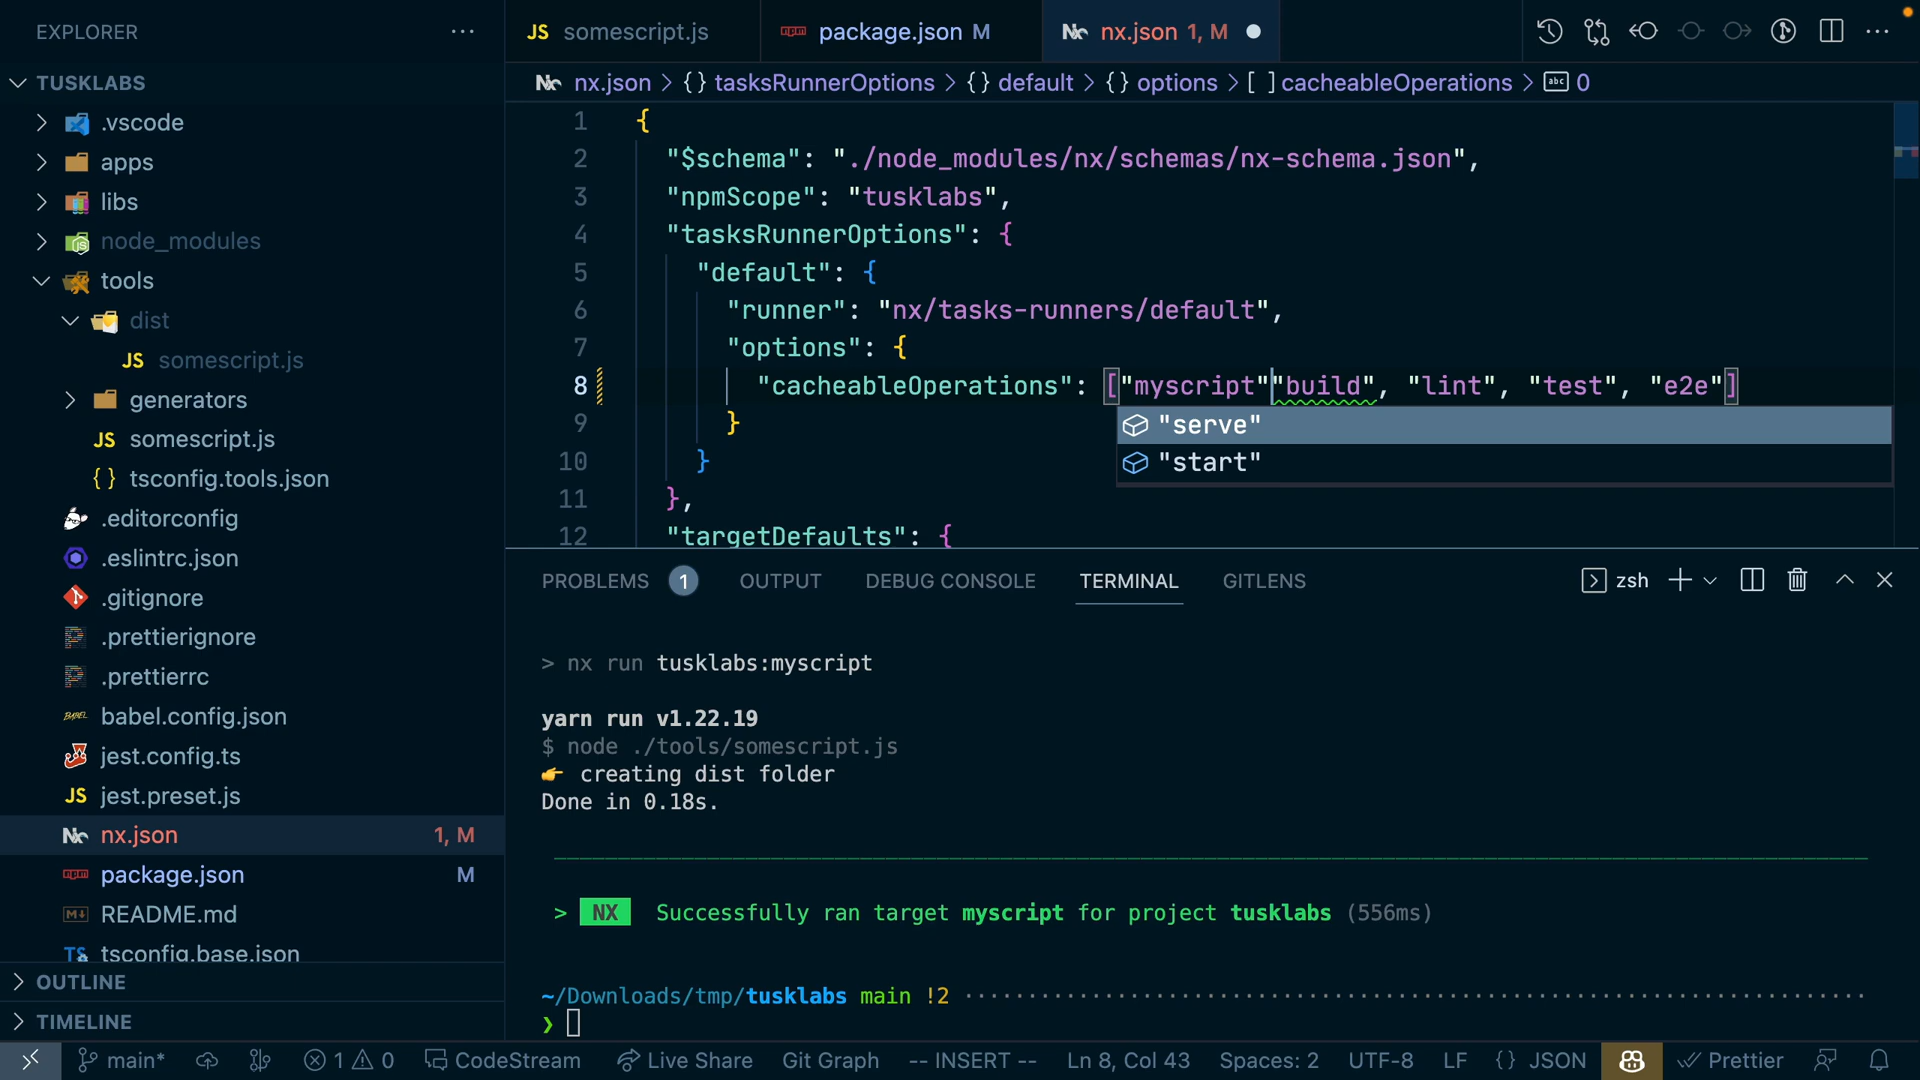 EXPLORER
TUSKLABS
.vscode
apps
libs
node_modules
tools
dist
JS somescript.js
generators
JS somescript.js
{ } tsconfig.tools.json
.editorconfig
.eslintrc.json
.gitignore
.prettierignore
.prettierrc
BABEL babel.config.json
jest.config.ts
JS jest.preset.js
nx.json 1, M
package.json M
README.md
TS tsconfig.base.json
OUTLINE
TIMELINE
JS somescript.js
package.json M
nx.json 1, M
nx.json > {} tasksRunnerOptions > {} default > {} options > [ ] cacheableOperations > abc 0
1 {
2 "$schema": "./node_modules/nx/schemas/nx-schema.json",
3 "npmScope": "tusklabs",
4 "tasksRunnerOptions": {
5 "default": {
6 "runner": "nx/tasks-runners/default",
7 "options": {
8 "cacheableOperations": ["myscript""build", "lint", "test", "e2e"]
9 }
10 }
11 },
12 "targetDefaults": {
"serve"
"start"
PROBLEMS 1 OUTPUT DEBUG CONSOLE TERMINAL GITLENS
zsh
> nx run tusklabs:myscript
yarn run v1.22.19
$ node ./tools/somescript.js
👉 creating dist folder
Done in 0.18s.
> NX Successfully ran target myscript for project tusklabs (556ms)
~/Downloads/tmp/tusklabs main !2
❯
main* 1 0 CodeStream Live Share Git Graph -- INSERT -- Ln 8, Col 43 Spaces: 2 UTF-8 LF {} JSON Prettier